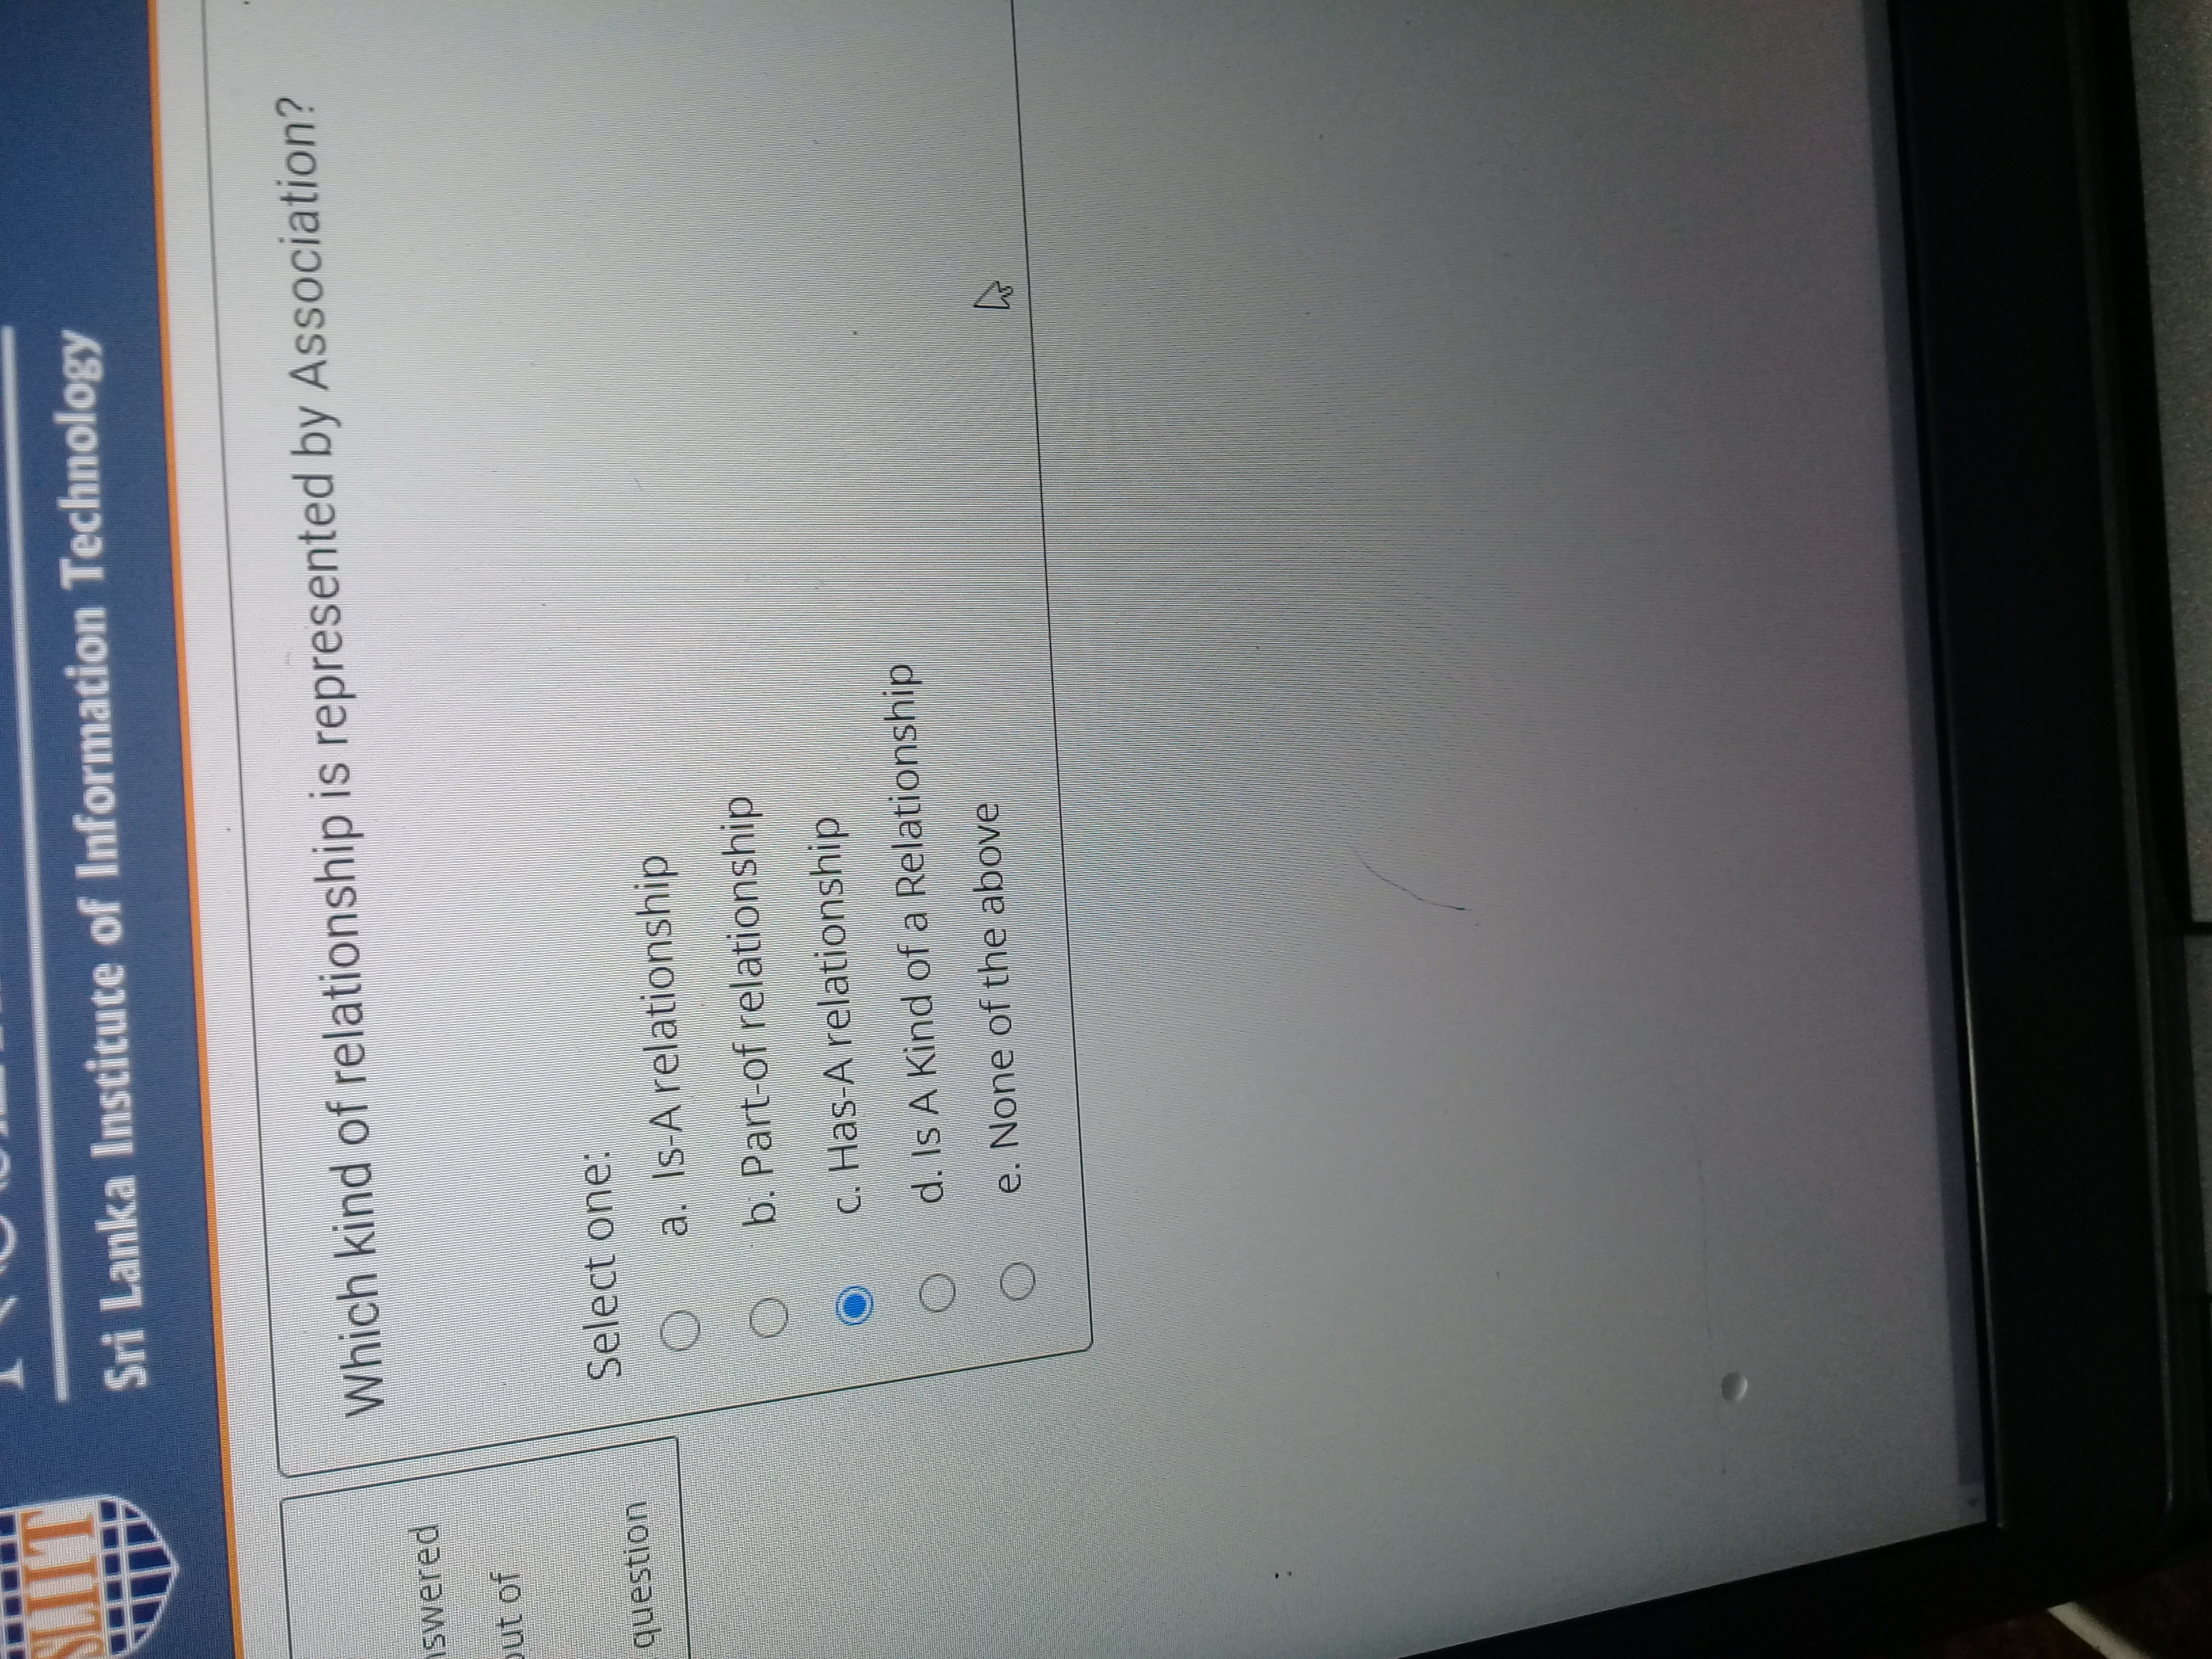 SLIIT
Sri Lanka Institute of Information Technology
out of
question
Which kind of relationship is represented by Association?
Select one:
a. Is-A relationship
b. Part-of relationship
c. Has-A relationship
d. Is A Kind of a Relationship
e. None of the above